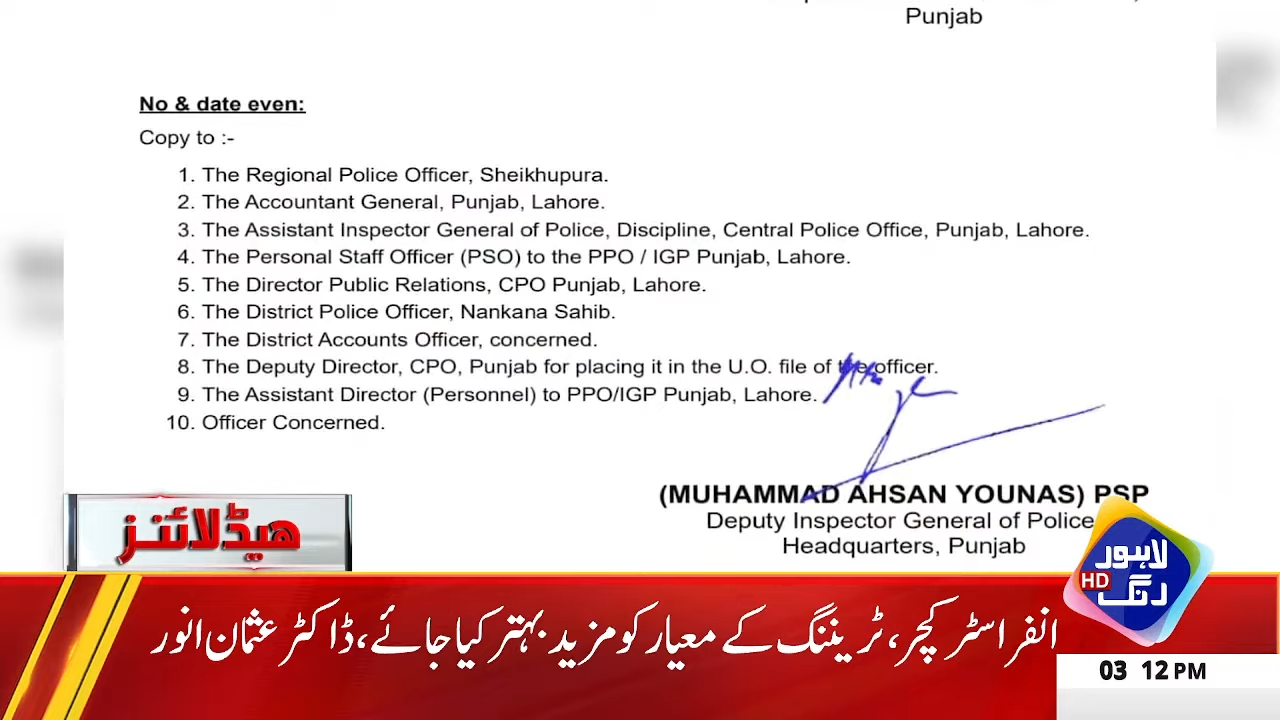 Punjab
No & date even:
Copy to :-
1. The Regional Police Officer, Sheikhupura.
2. The Accountant General, Punjab, Lahore.
3. The Assistant Inspector General of Police, Discipline, Central Police Office, Punjab, Lahore.
4. The Personal Staff Officer (PSO) to the PPO / IGP Punjab, Lahore.
5. The Director Public Relations, CPO Punjab, Lahore.
6. The District Police Officer, Nankana Sahib.
7. The District Accounts Officer, concerned.
8. The Deputy Director, CPO, Punjab for placing it in the U.O. file of the officer.
9. The Assistant Director (Personnel) to PPO/IGP Punjab, Lahore.
10. Officer Concerned.
(MUHAMMAD AHSAN YOUNAS) PSP
Deputy Inspector General of Police
Headquarters, Punjab
ہیڈلائنز
لاہور
رنگ HD
انفراسٹرکچر، ٹریننگ کے معیار کو مزید بہتر کیا جائے، ڈاکٹر عثمان انور
03 12 PM